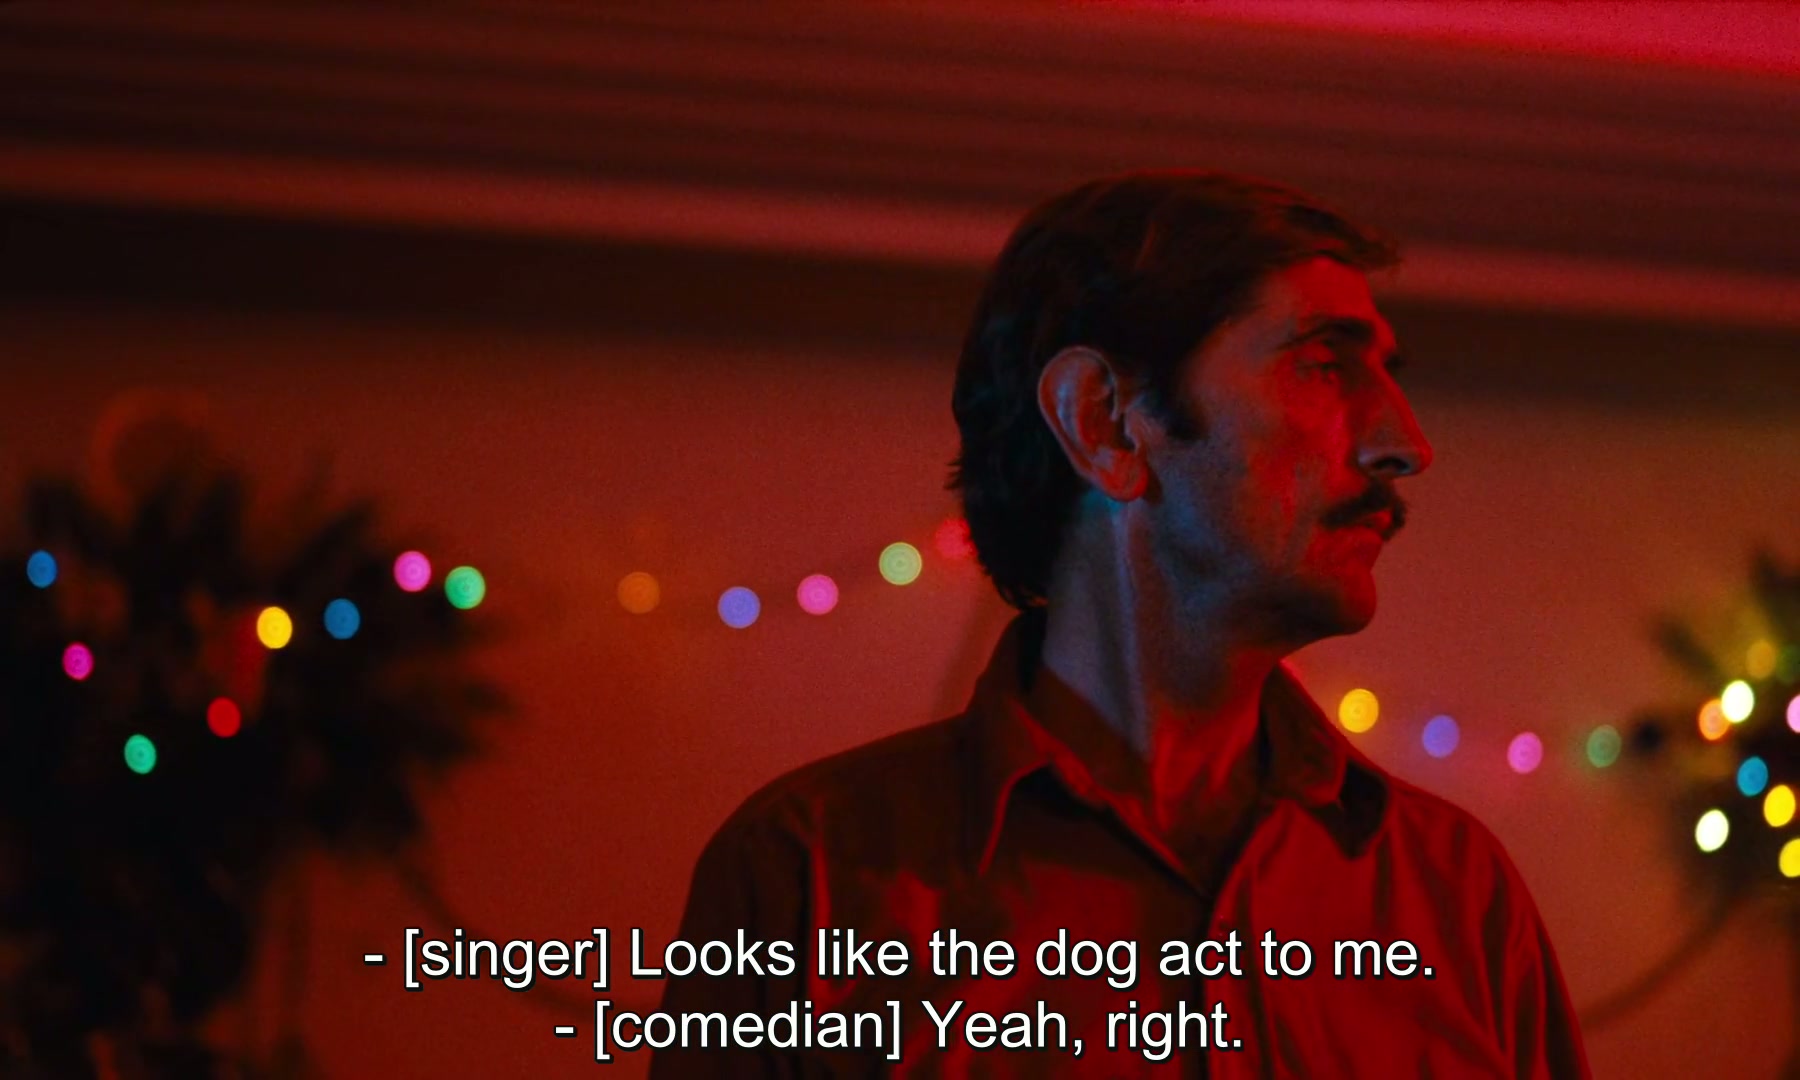 - [singer] Looks like the dog act to me.
- [comedian] Yeah, right.